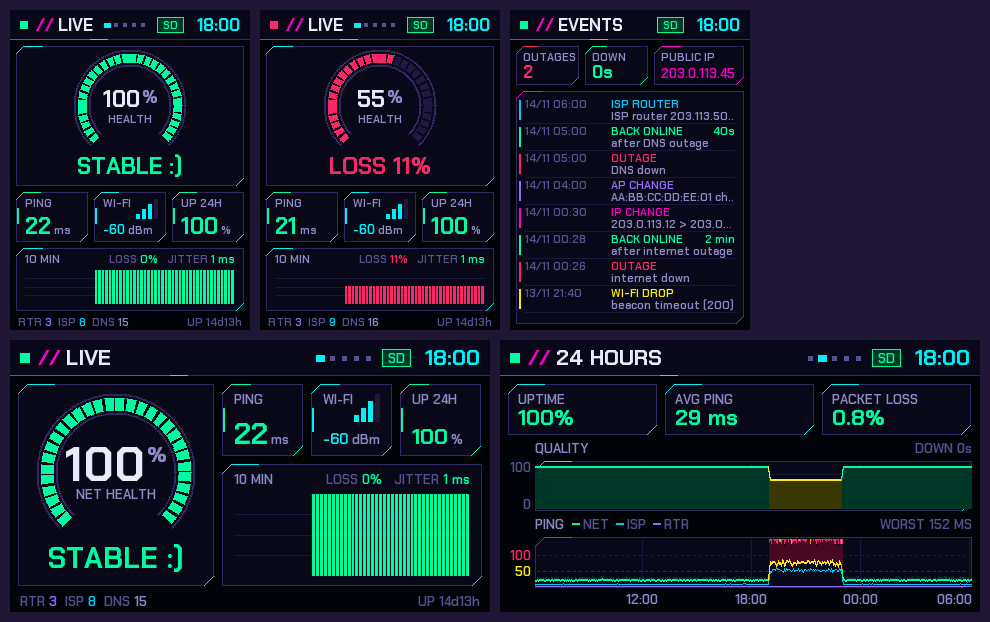 // LIVE SD 18:00
100%
HEALTH
STABLE :)
PING WI-FI UP 24H
22 ms -60 dBm 100 %
10 MIN LOSS 0% JITTER 1 ms
RTR 3 ISP 8 DNS 15 UP 14d13h
// LIVE SD 18:00
55%
HEALTH
LOSS 11%
PING WI-FI UP 24H
21 ms -60 dBm 100 %
10 MIN LOSS 11% JITTER 1 ms
RTR 3 ISP 9 DNS 16 UP 14d13h
// EVENTS SD 18:00
OUTAGES DOWN PUBLIC IP
2 0s 203.0.113.45
14/11 06:00 ISP ROUTER
ISP router 203.113.50..
14/11 05:00 BACK ONLINE 40s
after DNS outage
14/11 05:00 OUTAGE
DNS down
14/11 04:00 AP CHANGE
AA:BB:CC:DD:EE:01 ch..
14/11 00:30 IP CHANGE
203.0.113.12 > 203.0...
14/11 00:28 BACK ONLINE 2 min
after internet outage
14/11 00:26 OUTAGE
internet down
13/11 21:40 WI-FI DROP
beacon timeout (200)
// LIVE SD 18:00
100%
NET HEALTH
STABLE :)
PING WI-FI UP 24H
22 ms -60 dBm 100 %
10 MIN LOSS 0% JITTER 1 ms
RTR 3 ISP 8 DNS 15 UP 14d13h
// 24 HOURS SD 18:00
UPTIME AVG PING PACKET LOSS
100% 29 ms 0.8%
QUALITY DOWN 0s
100
0
PING NET ISP RTR WORST 152 MS
100
50
12:00 18:00 00:00 06:00